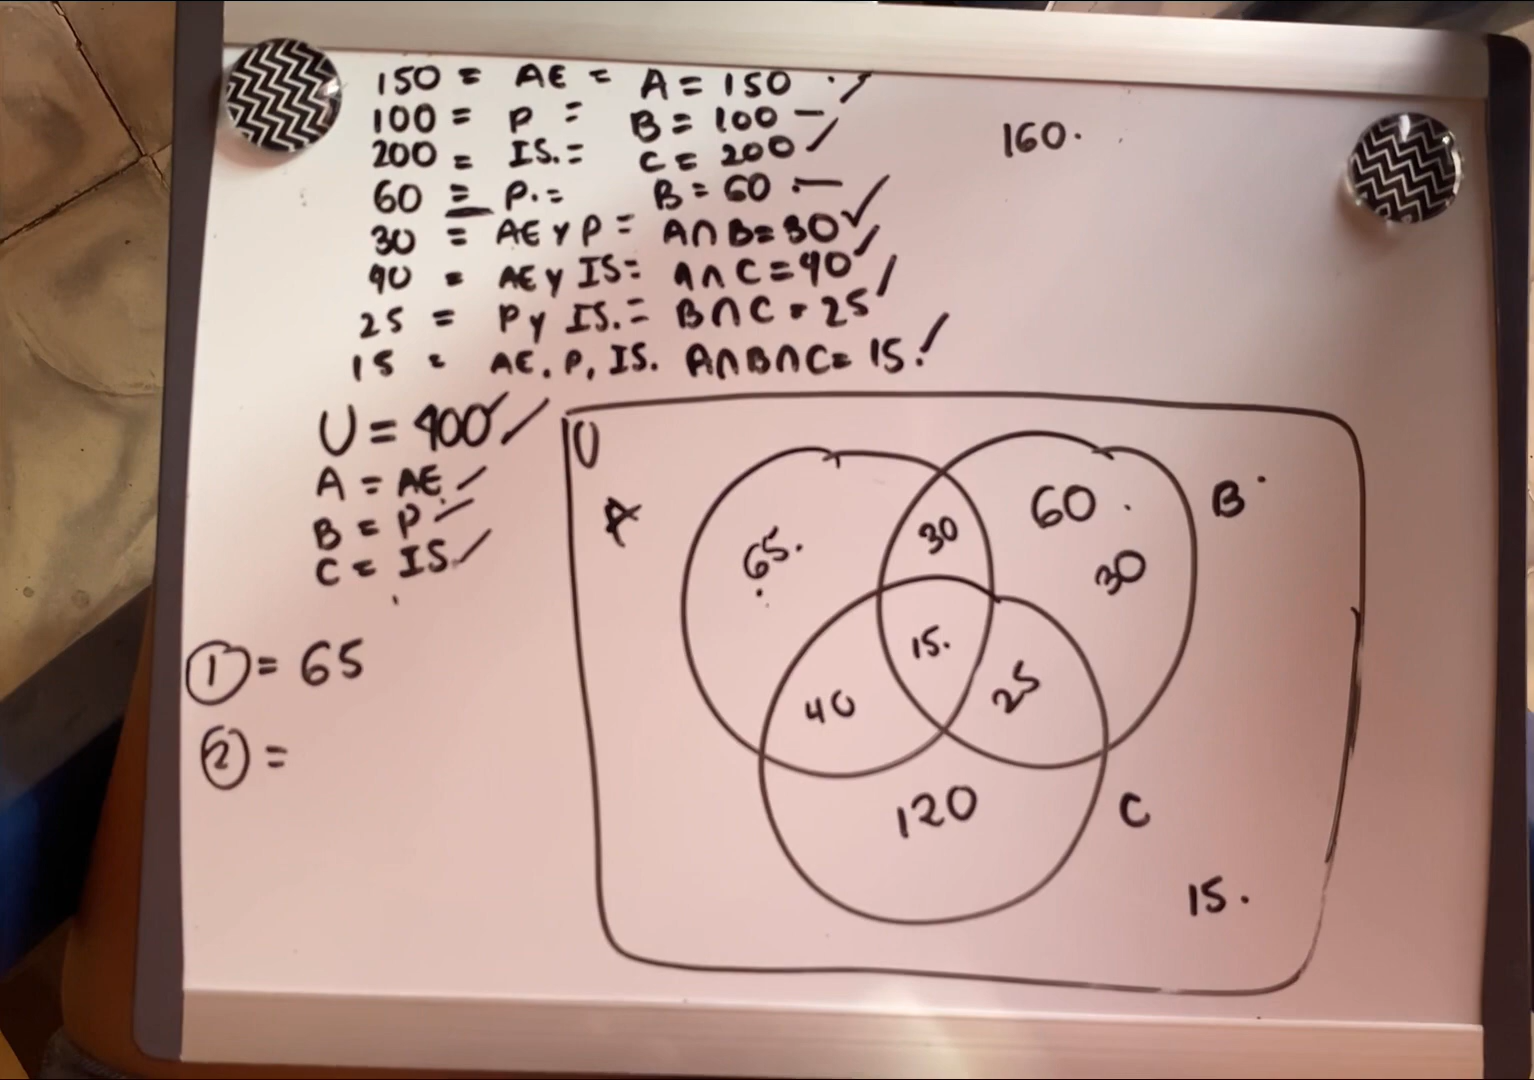 150 = AE = A = 150
100 = P = B = 100
160.
200 = IS. = C = 200
60 = P. = B = 60
30 = AE Y P = A∩B = 30
40 = AE Y IS = A∩C = 40
25 = P Y IS. = B∩C = 25
15 = AE, P, IS. A∩B∩C = 15
U = 400
A = AE
B = P
C = IS
① = 65
② =
U
A
B
65.
30
60.
30
15.
40
25
120
C
15.